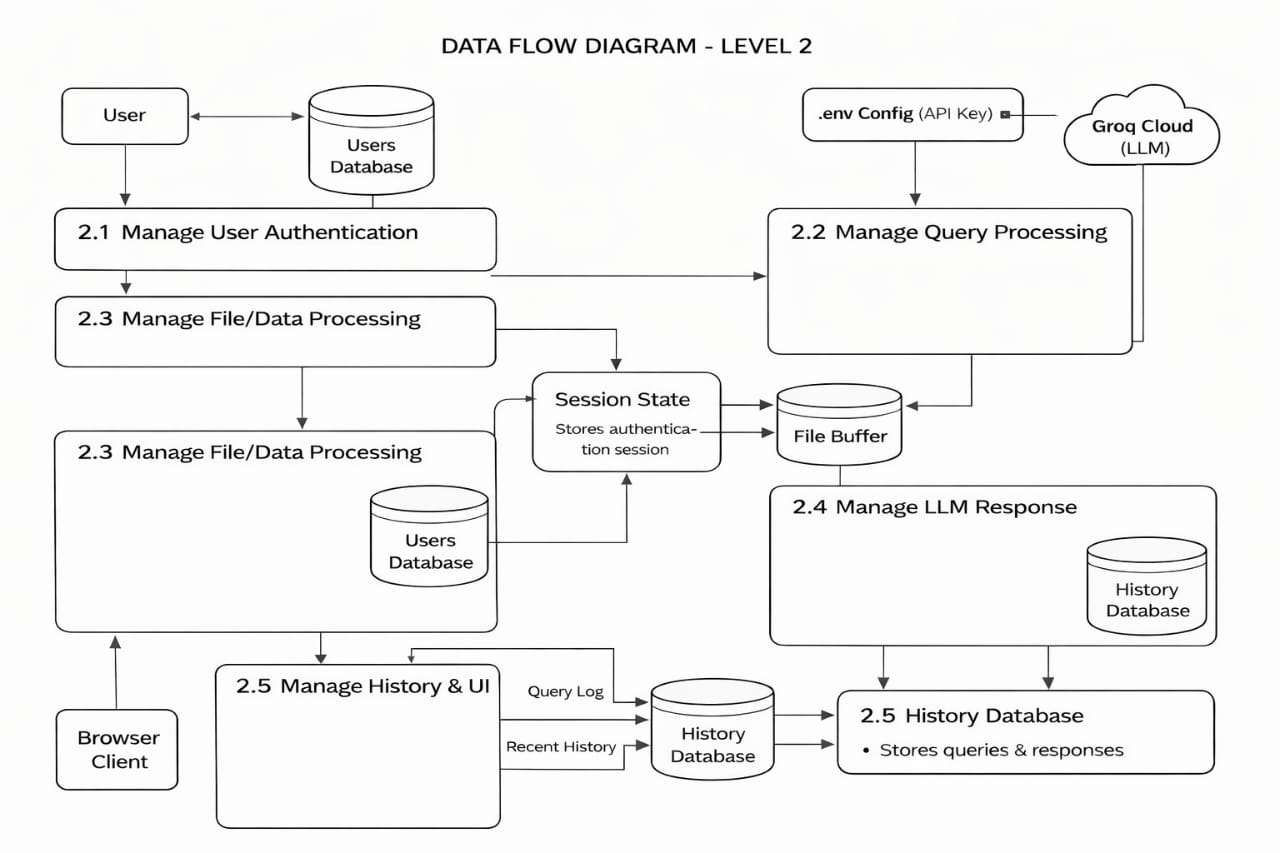 DATA FLOW DIAGRAM - LEVEL 2
User
Users
Database
.env Config (API Key)
Groq Cloud
(LLM)
2.1 Manage User Authentication
2.2 Manage Query Processing
2.3 Manage File/Data Processing
Session State
Stores authentica-
tion session
File Buffer
2.3 Manage File/Data Processing
Users
Database
2.4 Manage LLM Response
History
Database
2.5 Manage History & UI
Query Log
Recent History
History
Database
2.5 History Database
• Stores queries & responses
Browser
Client